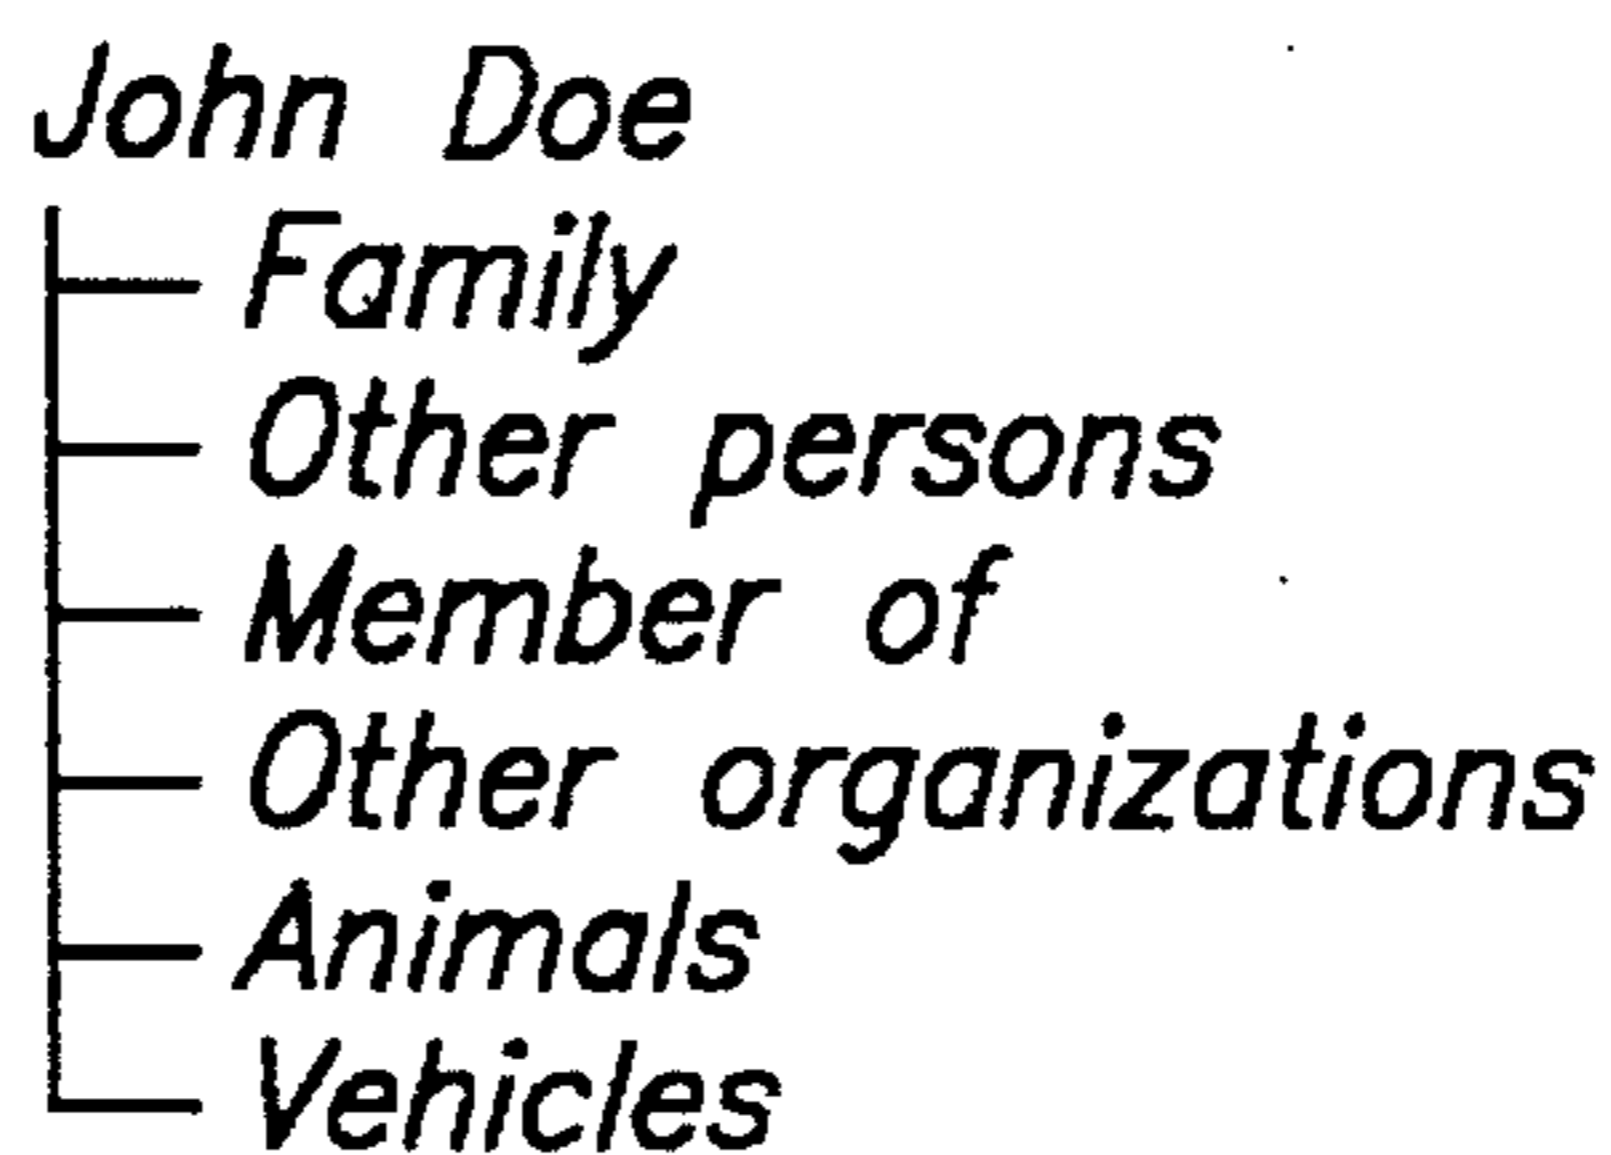 John Doe
Family
Other persons
Member of
Other organizations
Animals
Vehicles